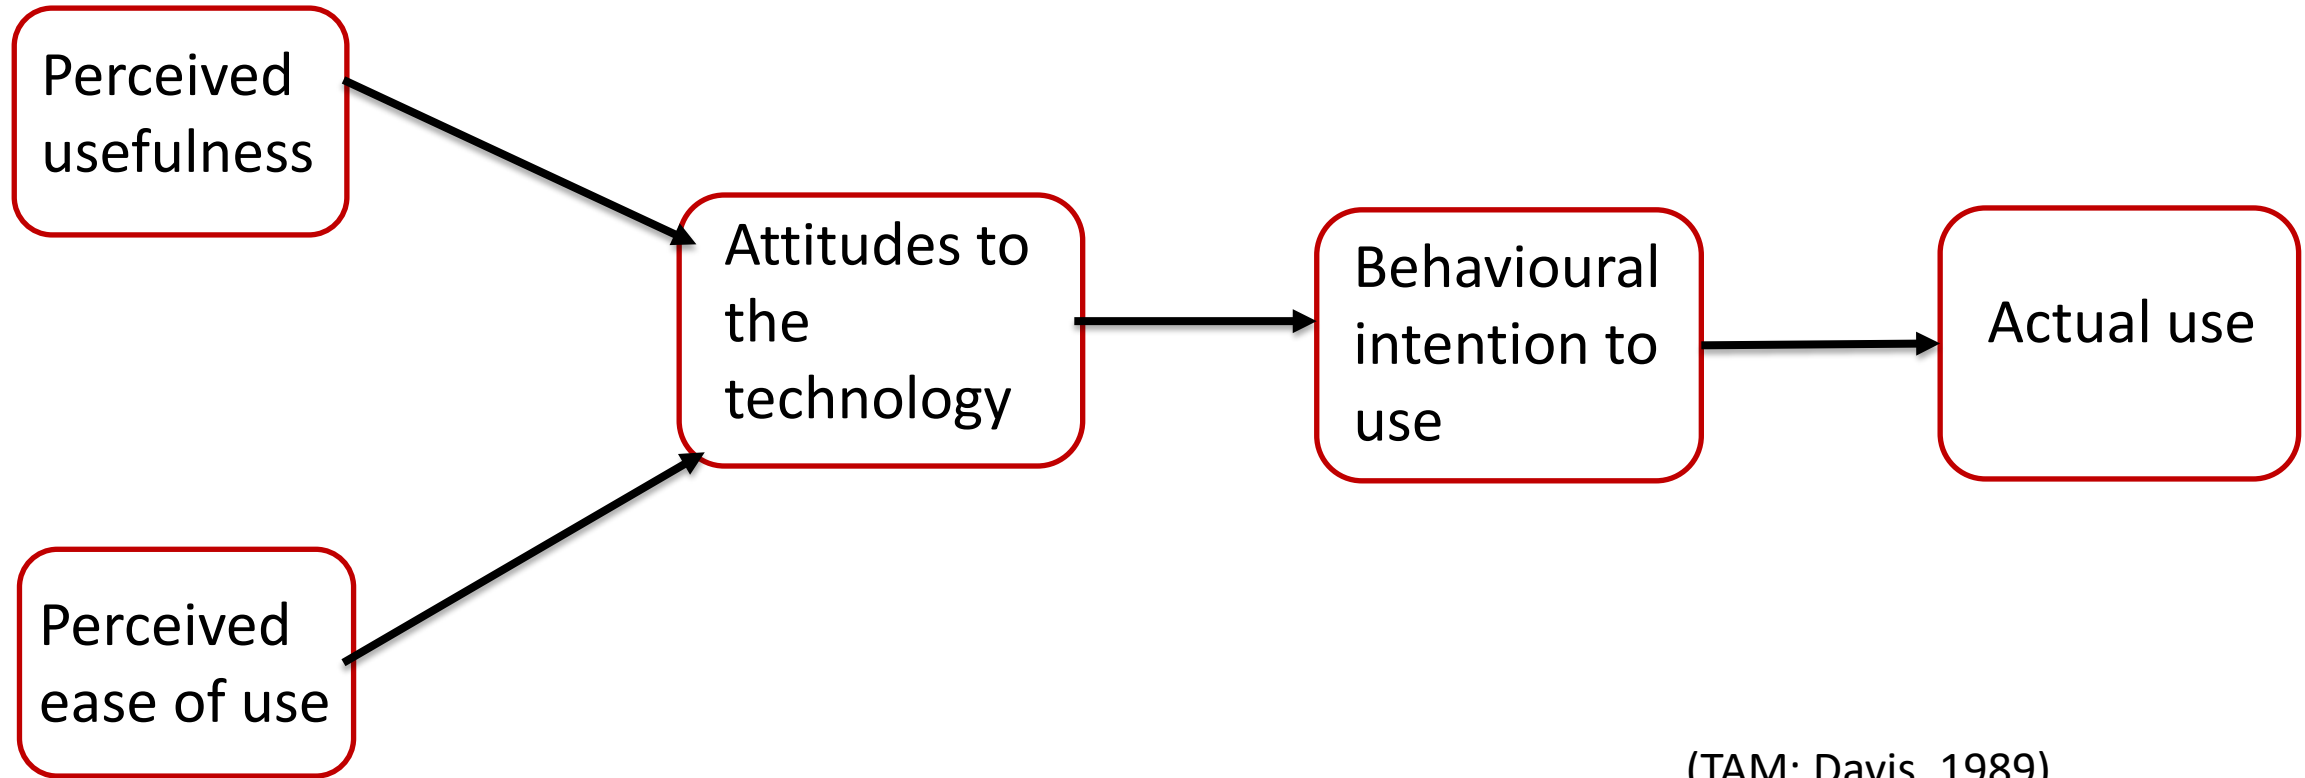 Perceived
usefulness
Attitudes to
the
technology
Behavioural
intention to
use
Actual use
Perceived
ease of use
(TAM: Davis, 1989)